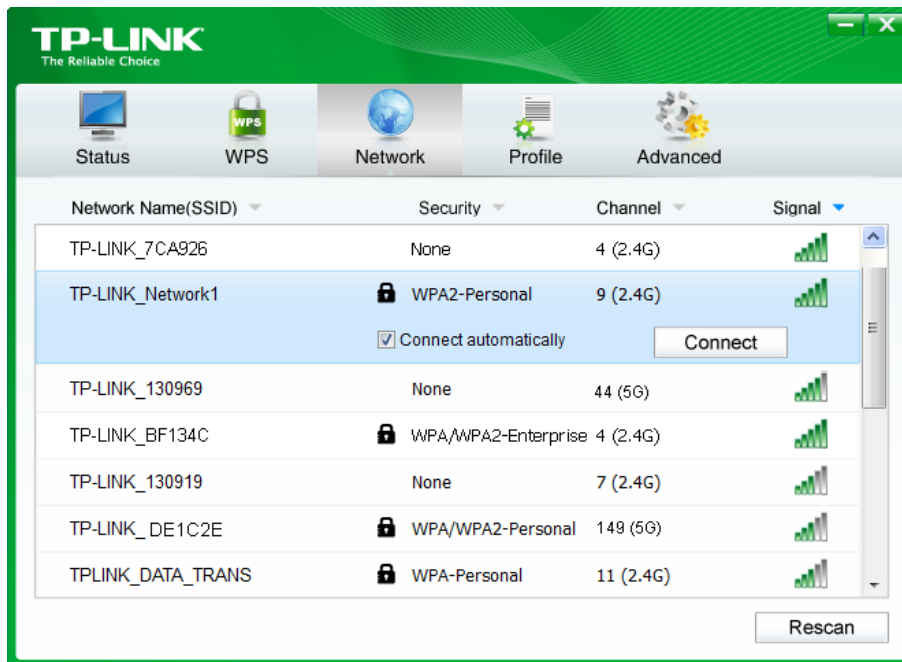 TP-LINK
The Reliable Choice
WPS
Status WPS Network Profile Advanced
Network Name(SSID) Security Channel Signal
TP-LINK_7CA926 None 4 (2.4G)
TP-LINK_Network1 WPA2-Personal 9 (2.4G)
Connect automatically Connect
TP-LINK_130969 None 44 (5G)
TP-LINK_BF134C WPA/WPA2-Enterprise 4 (2.4G)
TP-LINK_130919 None 7 (2.4G)
TP-LINK_ DE1C2E WPA/WPA2-Personal 149 (5G)
TPLINK_DATA_TRANS WPA-Personal 11 (2.4G)
Rescan